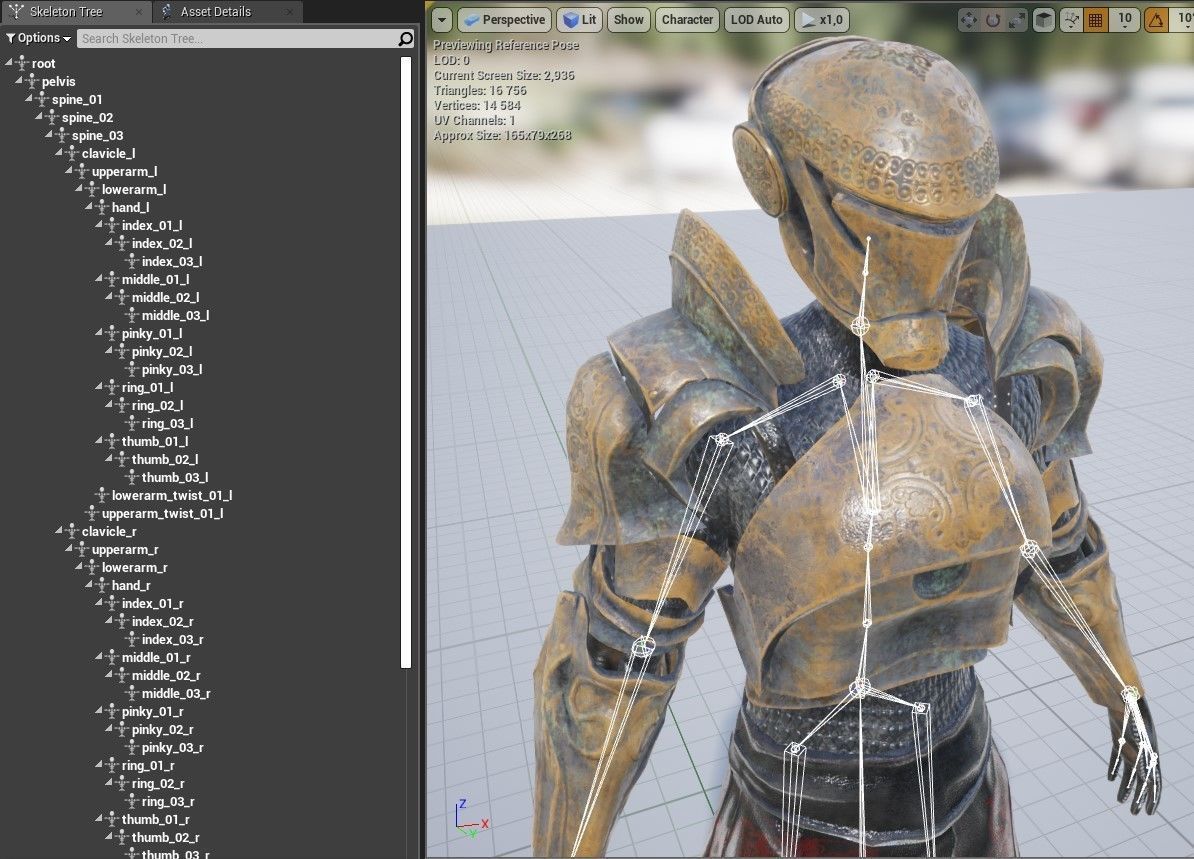 Skeleton Tree
Asset Details
Options
Search Skeleton Tree...
root
pelvis
spine_01
spine_02
spine_03
clavicle_l
upperarm_l
lowerarm_l
hand_l
index_01_l
index_02_l
index_03_l
middle_01_l
middle_02_l
middle_03_l
pinky_01_l
pinky_02_l
pinky_03_l
ring_01_l
ring_02_l
ring_03_l
thumb_01_l
thumb_02_l
thumb_03_l
lowerarm_twist_01_l
upperarm_twist_01_l
clavicle_r
upperarm_r
lowerarm_r
hand_r
index_01_r
index_02_r
index_03_r
middle_01_r
middle_02_r
middle_03_r
pinky_01_r
pinky_02_r
pinky_03_r
ring_01_r
ring_02_r
ring_03_r
thumb_01_r
thumb_02_r
thumb_03_r
Perspective Lit Show Character LOD Auto x1,0 10 10°
Previewing Reference Pose
LOD: 0
Current Screen Size: 2,936
Triangles: 16 756
Vertices: 14 584
UV Channels: 1
Approx Size: 165x79x268
Z
X
Y